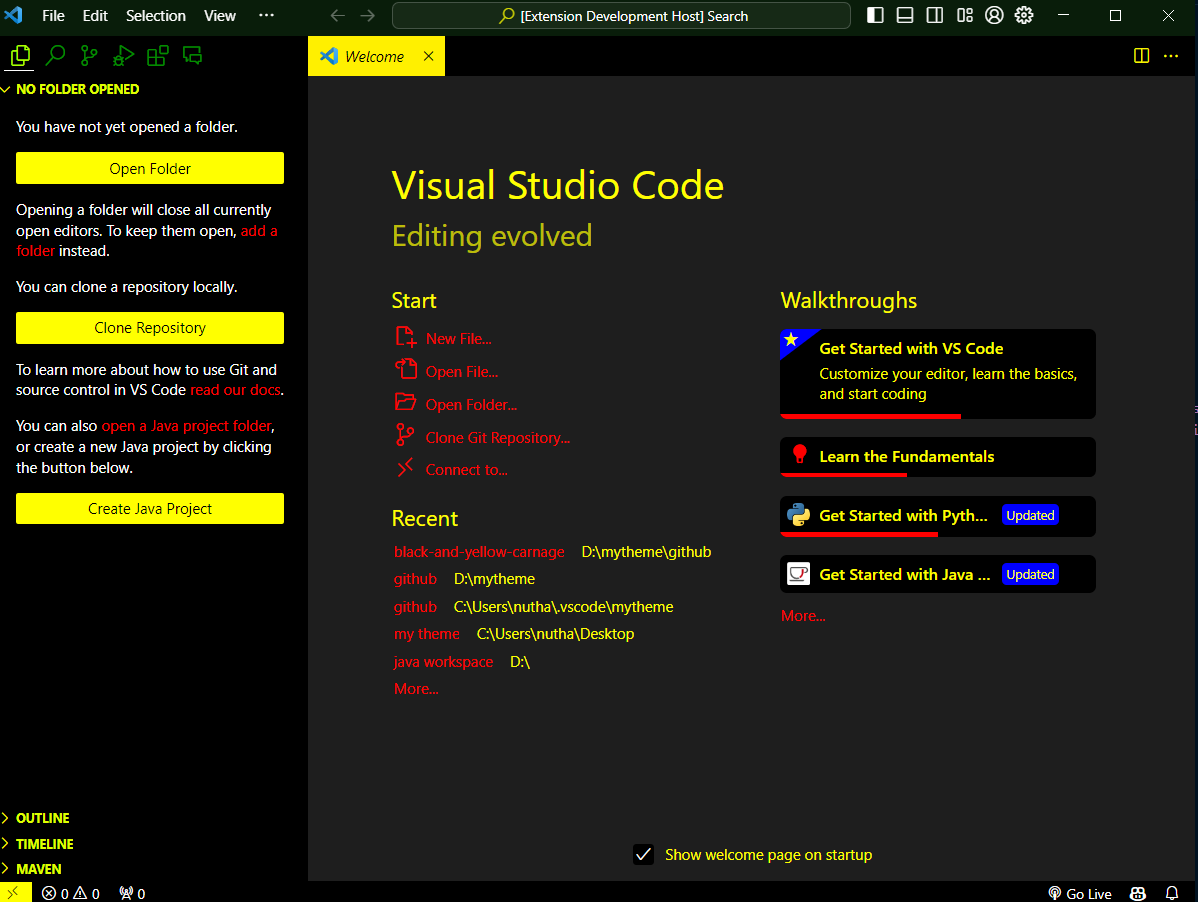 File Edit Selection View ···
[Extension Development Host] Search
Welcome
NO FOLDER OPENED
You have not yet opened a folder.
Open Folder
Opening a folder will close all currently
open editors. To keep them open, add a
folder instead.
You can clone a repository locally.
Clone Repository
To learn more about how to use Git and
source control in VS Code read our docs.
You can also open a Java project folder,
or create a new Java project by clicking
the button below.
Create Java Project
OUTLINE
TIMELINE
MAVEN
Visual Studio Code
Editing evolved
Start
New File...
Open File...
Open Folder...
Clone Git Repository...
Connect to...
Recent
black-and-yellow-carnage D:\mytheme\github
github D:\mytheme
github C:\Users\nutha\.vscode\mytheme
my theme C:\Users\nutha\Desktop
java workspace D:\
More...
Walkthroughs
Get Started with VS Code
Customize your editor, learn the basics,
and start coding
Learn the Fundamentals
Get Started with Pyth... Updated
Get Started with Java ... Updated
More...
Show welcome page on startup
0 0 0
Go Live